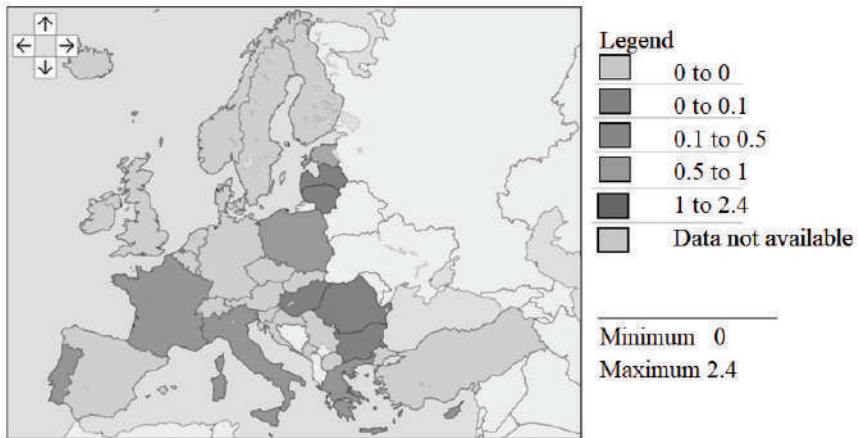 Legend
0 to 0
0 to 0.1
0.1 to 0.5
0.5 to 1
1 to 2.4
Data not available
Minimum 0
Maximum 2.4